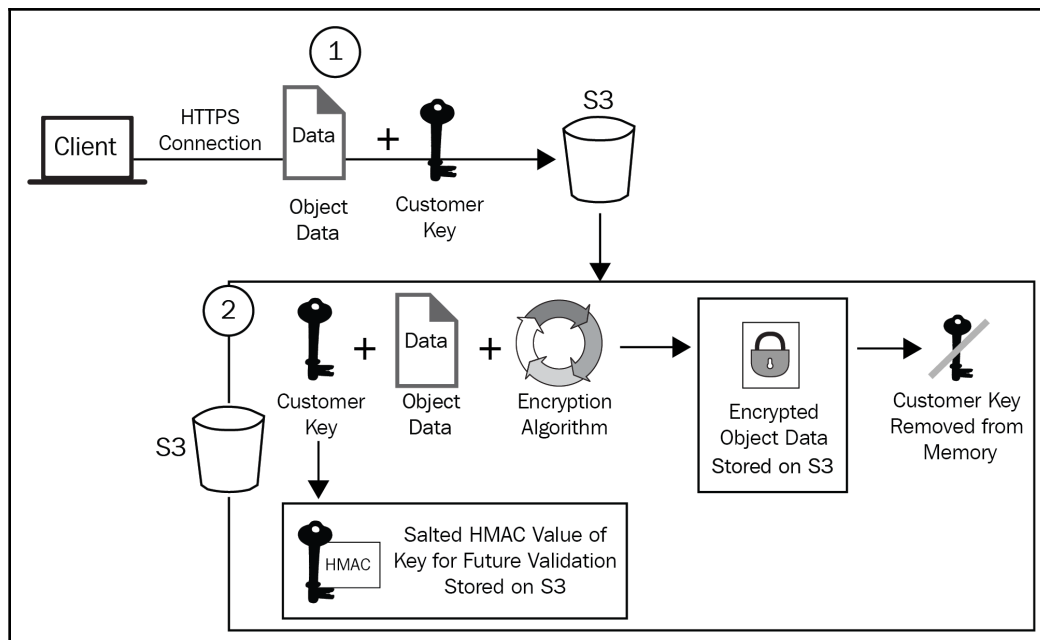 1
S3
HTTPS
Connection
Client
Data
+
Object
Data
Customer
Key
2
S3
+
Data
+
Customer
Key
Object
Data
Encryption
Algorithm
Encrypted
Object Data
Stored on S3
Customer Key
Removed from
Memory
HMAC
Salted HMAC Value of
Key for Future Validation
Stored on S3